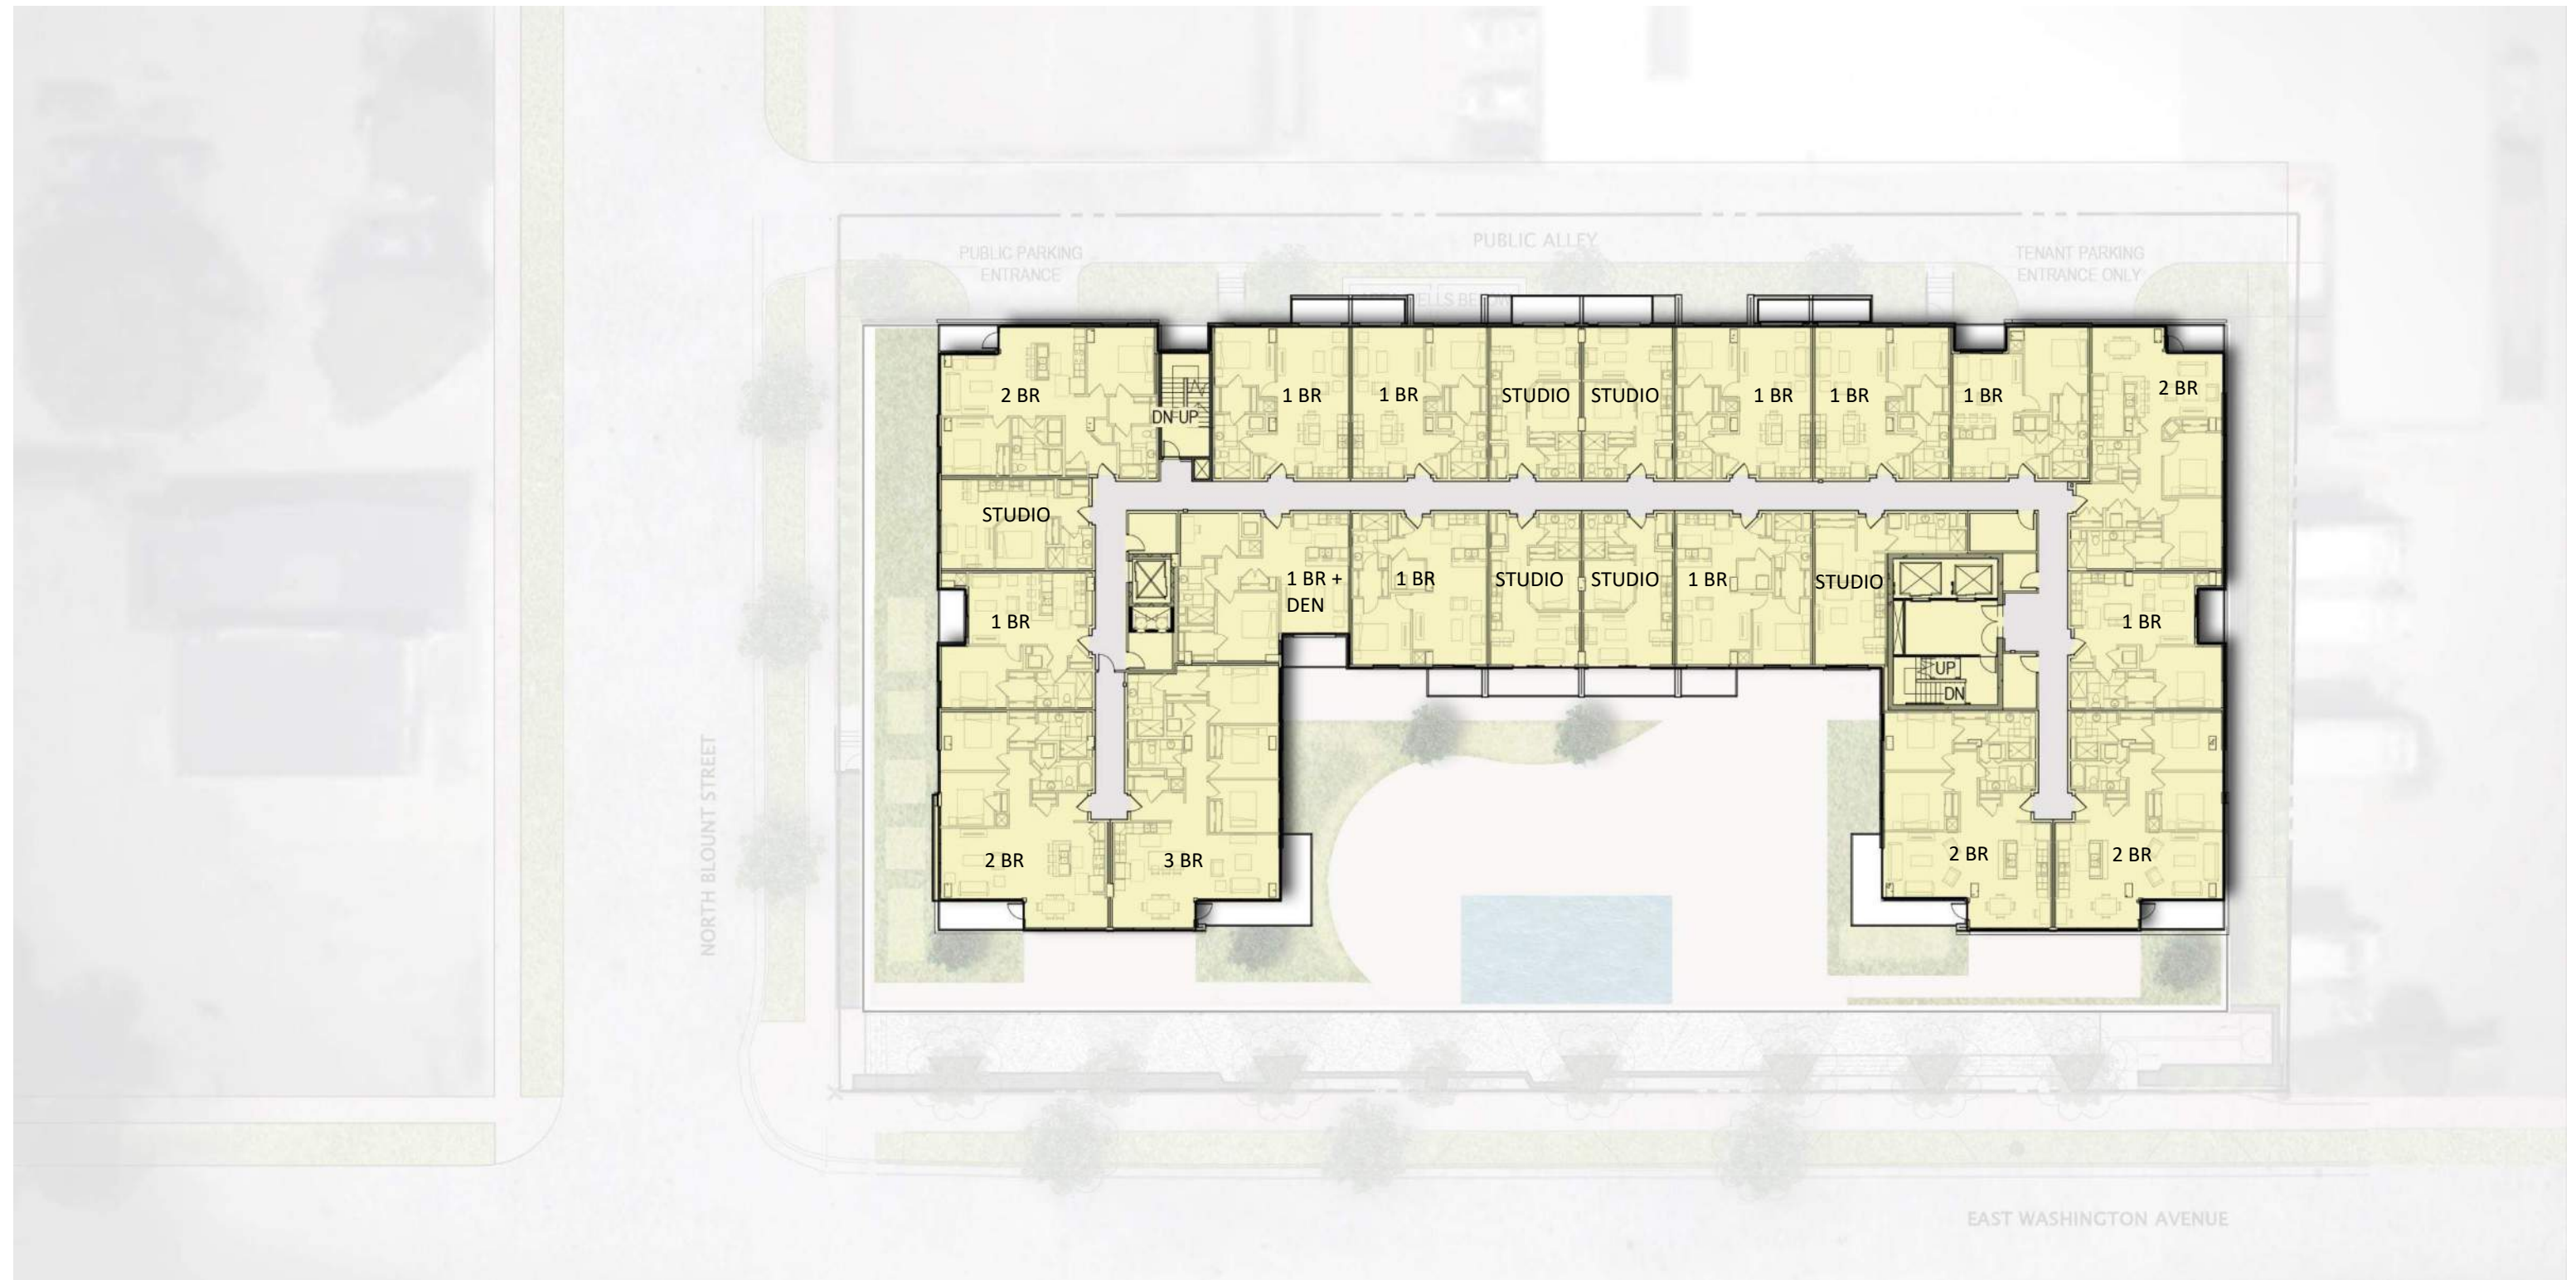 PUBLIC ALLEY
PUBLIC PARKING
ENTRANCE
TENANT PARKING
ENTRANCE ONLY
2 BR
DN UP
1 BR
1 BR
STUDIO
STUDIO
1 BR
1 BR
1 BR
2 BR
STUDIO
1 BR
1 BR +
DEN
1 BR
STUDIO
STUDIO
1 BR
STUDIO
1 BR
UP
DN
2 BR
3 BR
2 BR
2 BR
NORTH BLOUNT STREET
EAST WASHINGTON AVENUE